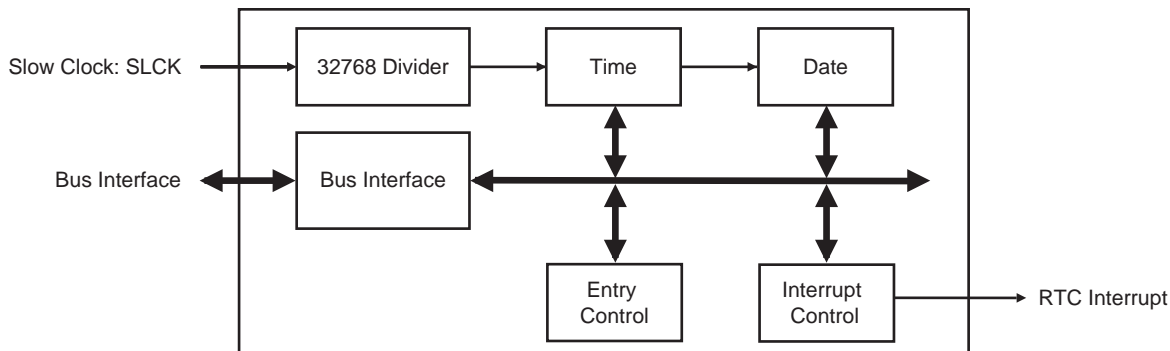 Slow Clock: SLCK
32768 Divider
Time
Date
Bus Interface
Bus Interface
Entry
Control
Interrupt
Control
RTC Interrupt